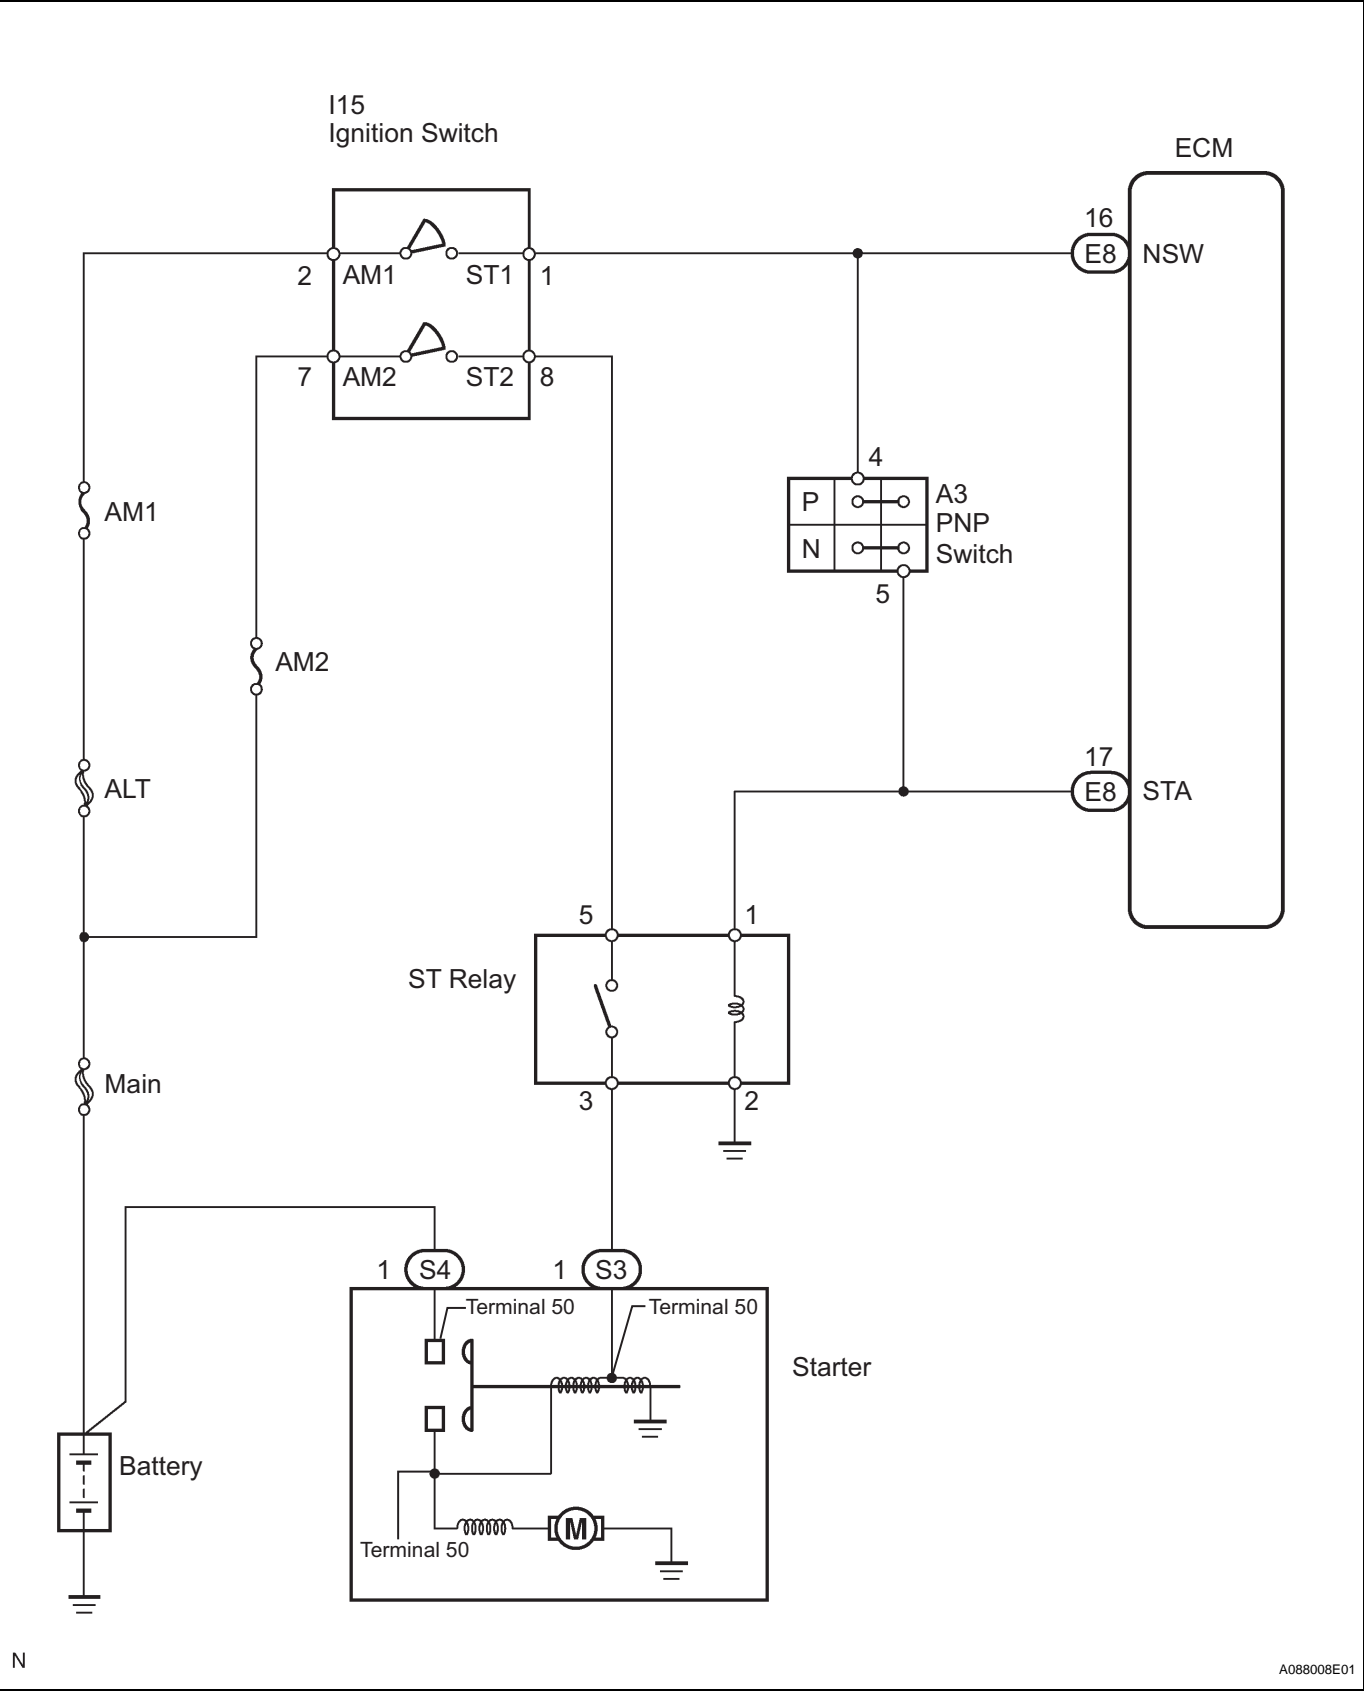 I15
Ignition Switch
ECM
16
E8 NSW
2 AM1 ST1 1
7 AM2 ST2 8
4
P
N
A3
PNP
Switch
5
AM1
AM2
ALT
17
E8 STA
5 1
ST Relay
3 2
Main
1 S4 1 S3
Terminal 50 Terminal 50
Starter
Battery
M
Terminal 50
N
A088008E01